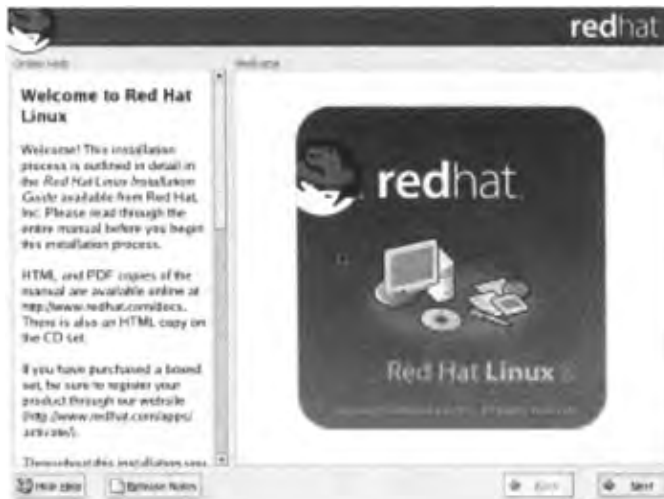 redhat
Online Help
Welcome
Welcome to Red Hat
Linux
Welcome! This installation
process is outlined in detail in
the Red Hat Linux Installation
Guide available from Red Hat,
Inc. Please read through the
entire manual before you begin
this installation process.
HTML and PDF copies of the
manual are available online at
http://www.redhat.com/docs.
There is also an HTML copy on
the CD set.
If you have purchased a boxed
set, be sure to register your
product through our website
(http://www.redhat.com/apps/
activate/).
Throughout this installation you
redhat.
Red Hat Linux
Hide Help
Release Notes
Back
Next